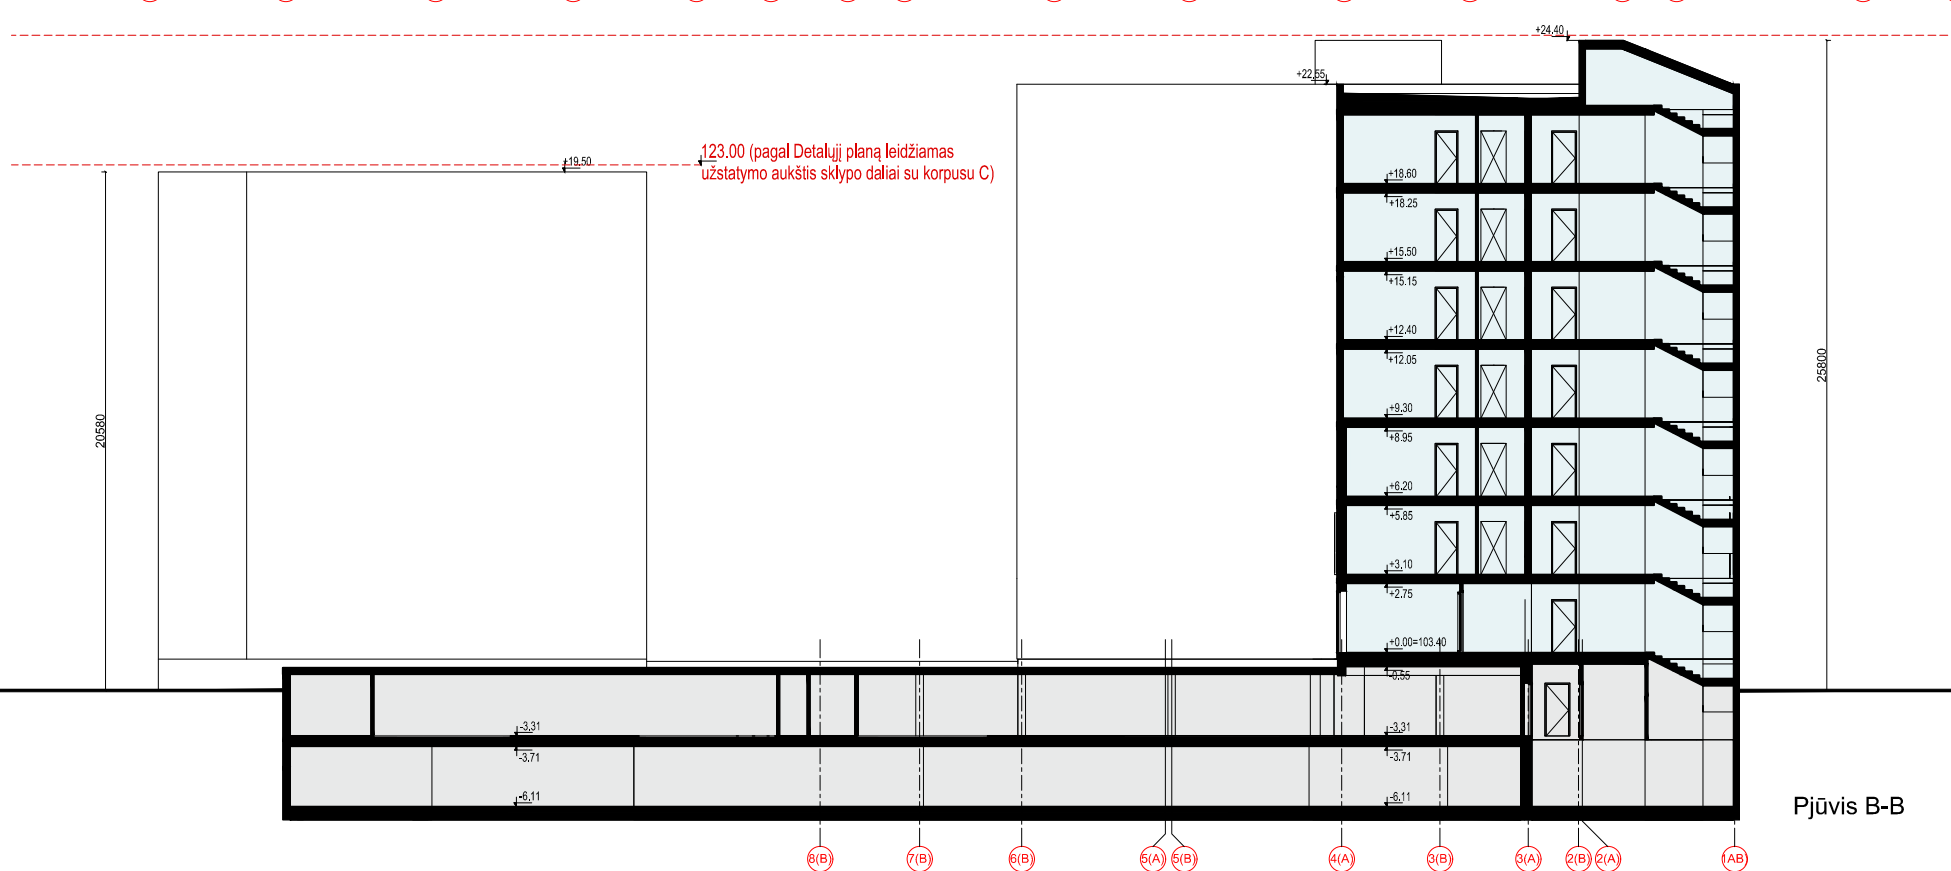 +24.40
+22.55
123.00 (pagal Detalųjį planą leidžiamas
užstatymo aukštis sklypo daliai su korpusu C)
+19.50
+18.60
+18.25
+15.50
+15.15
+12.40
+12.05
+9.30
+8.95
+6.20
+5.85
+3.10
+2.75
+0.00=103.40
-0.55
20580
25800
-3.31
-3.71
-6.11
-3.31
-3.71
-6.11
Pjūvis B-B
8(B)
7(B)
6(B)
5(A)
5(B)
4(A)
3(B)
3(A)
2(B)
2(A)
1AB)